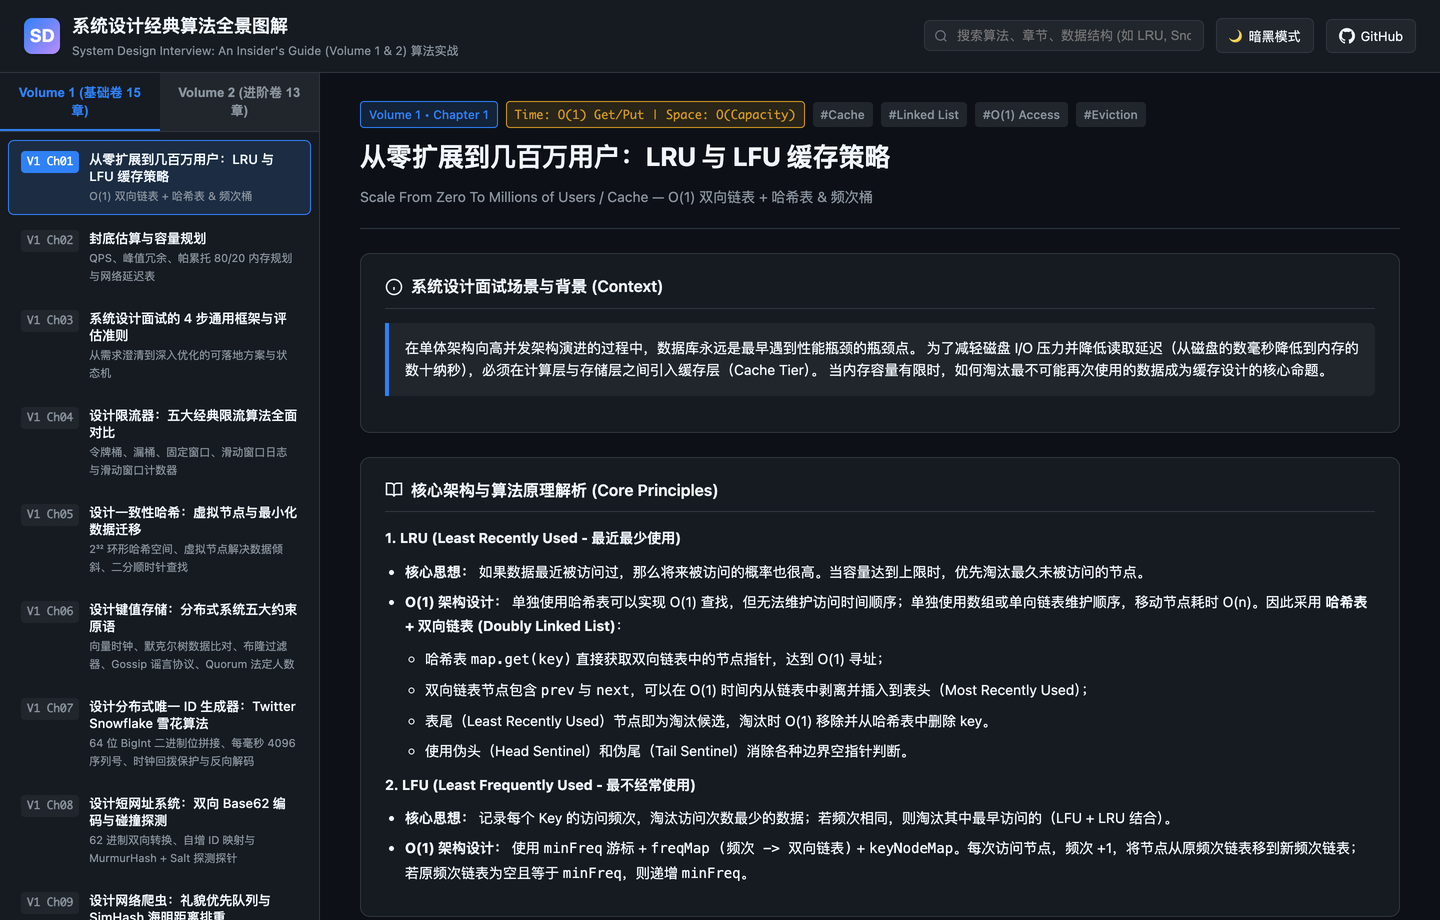 SD
系统设计经典算法全景图解
System Design Interview: An Insider's Guide (Volume 1 & 2) 算法实战
搜索算法、章节、数据结构 (如 LRU, Snc
🌙 暗黑模式
GitHub
Volume 1 (基础卷 15
章)
Volume 2 (进阶卷 13
章)
V1 Ch01
从零扩展到几百万用户：LRU 与
LFU 缓存策略
O(1) 双向链表 + 哈希表 & 频次桶
V1 Ch02
封底估算与容量规划
QPS、峰值冗余、帕累托 80/20 内存规划
与网络延迟表
V1 Ch03
系统设计面试的 4 步通用框架与评
估准则
从需求澄清到深入优化的可落地方案与状
态机
V1 Ch04
设计限流器：五大经典限流算法全面
对比
令牌桶、漏桶、固定窗口、滑动窗口日志
与滑动窗口计数器
V1 Ch05
设计一致性哈希：虚拟节点与最小化
数据迁移
2³² 环形哈希空间、虚拟节点解决数据倾
斜、二分顺时针查找
V1 Ch06
设计键值存储：分布式系统五大约束
原语
向量时钟、默克尔树数据比对、布隆过滤
器、Gossip 谣言协议、Quorum 法定人数
V1 Ch07
设计分布式唯一 ID 生成器：Twitter
Snowflake 雪花算法
64 位 BigInt 二进制位拼接、每毫秒 4096
序列号、时钟回拨保护与反向解码
V1 Ch08
设计短网址系统：双向 Base62 编
码与碰撞探测
62 进制双向转换、自增 ID 映射与
MurmurHash + Salt 探测探针
V1 Ch09
设计网络爬虫：礼貌优先队列与
SimHash 海明距离排重
Volume 1 • Chapter 1
Time: O(1) Get/Put | Space: O(Capacity)
#Cache
#Linked List
#O(1) Access
#Eviction
从零扩展到几百万用户：LRU 与 LFU 缓存策略
Scale From Zero To Millions of Users / Cache — O(1) 双向链表 + 哈希表 & 频次桶
系统设计面试场景与背景 (Context)
在单体架构向高并发架构演进的过程中，数据库永远是最早遇到性能瓶颈的瓶颈点。 为了减轻磁盘 I/O 压力并降低读取延迟（从磁盘的数毫秒降低到内存的
数十纳秒），必须在计算层与存储层之间引入缓存层（Cache Tier）。 当内存容量有限时，如何淘汰最不可能再次使用的数据成为缓存设计的核心命题。
核心架构与算法原理解析 (Core Principles)
1. LRU (Least Recently Used - 最近最少使用)
• 核心思想： 如果数据最近被访问过，那么将来被访问的概率也很高。当容量达到上限时，优先淘汰最久未被访问的节点。
• O(1) 架构设计： 单独使用哈希表可以实现 O(1) 查找，但无法维护访问时间顺序；单独使用数组或单向链表维护顺序，移动节点耗时 O(n)。因此采用 哈希表
+ 双向链表 (Doubly Linked List)：
◦ 哈希表 map.get(key) 直接获取双向链表中的节点指针，达到 O(1) 寻址；
◦ 双向链表节点包含 prev 与 next，可以在 O(1) 时间内从链表中剥离并插入到表头（Most Recently Used）；
◦ 表尾（Least Recently Used）节点即为淘汰候选，淘汰时 O(1) 移除并从哈希表中删除 key。
◦ 使用伪头（Head Sentinel）和伪尾（Tail Sentinel）消除各种边界空指针判断。
2. LFU (Least Frequently Used - 最不经常使用)
• 核心思想： 记录每个 Key 的访问频次，淘汰访问次数最少的数据；若频次相同，则淘汰其中最早访问的（LFU + LRU 结合）。
• O(1) 架构设计： 使用 minFreq 游标 + freqMap (频次 -> 双向链表) + keyNodeMap。每次访问节点，频次 +1，将节点从原频次链表移到新频次链表；
若原频次链表为空且等于 minFreq，则递增 minFreq。